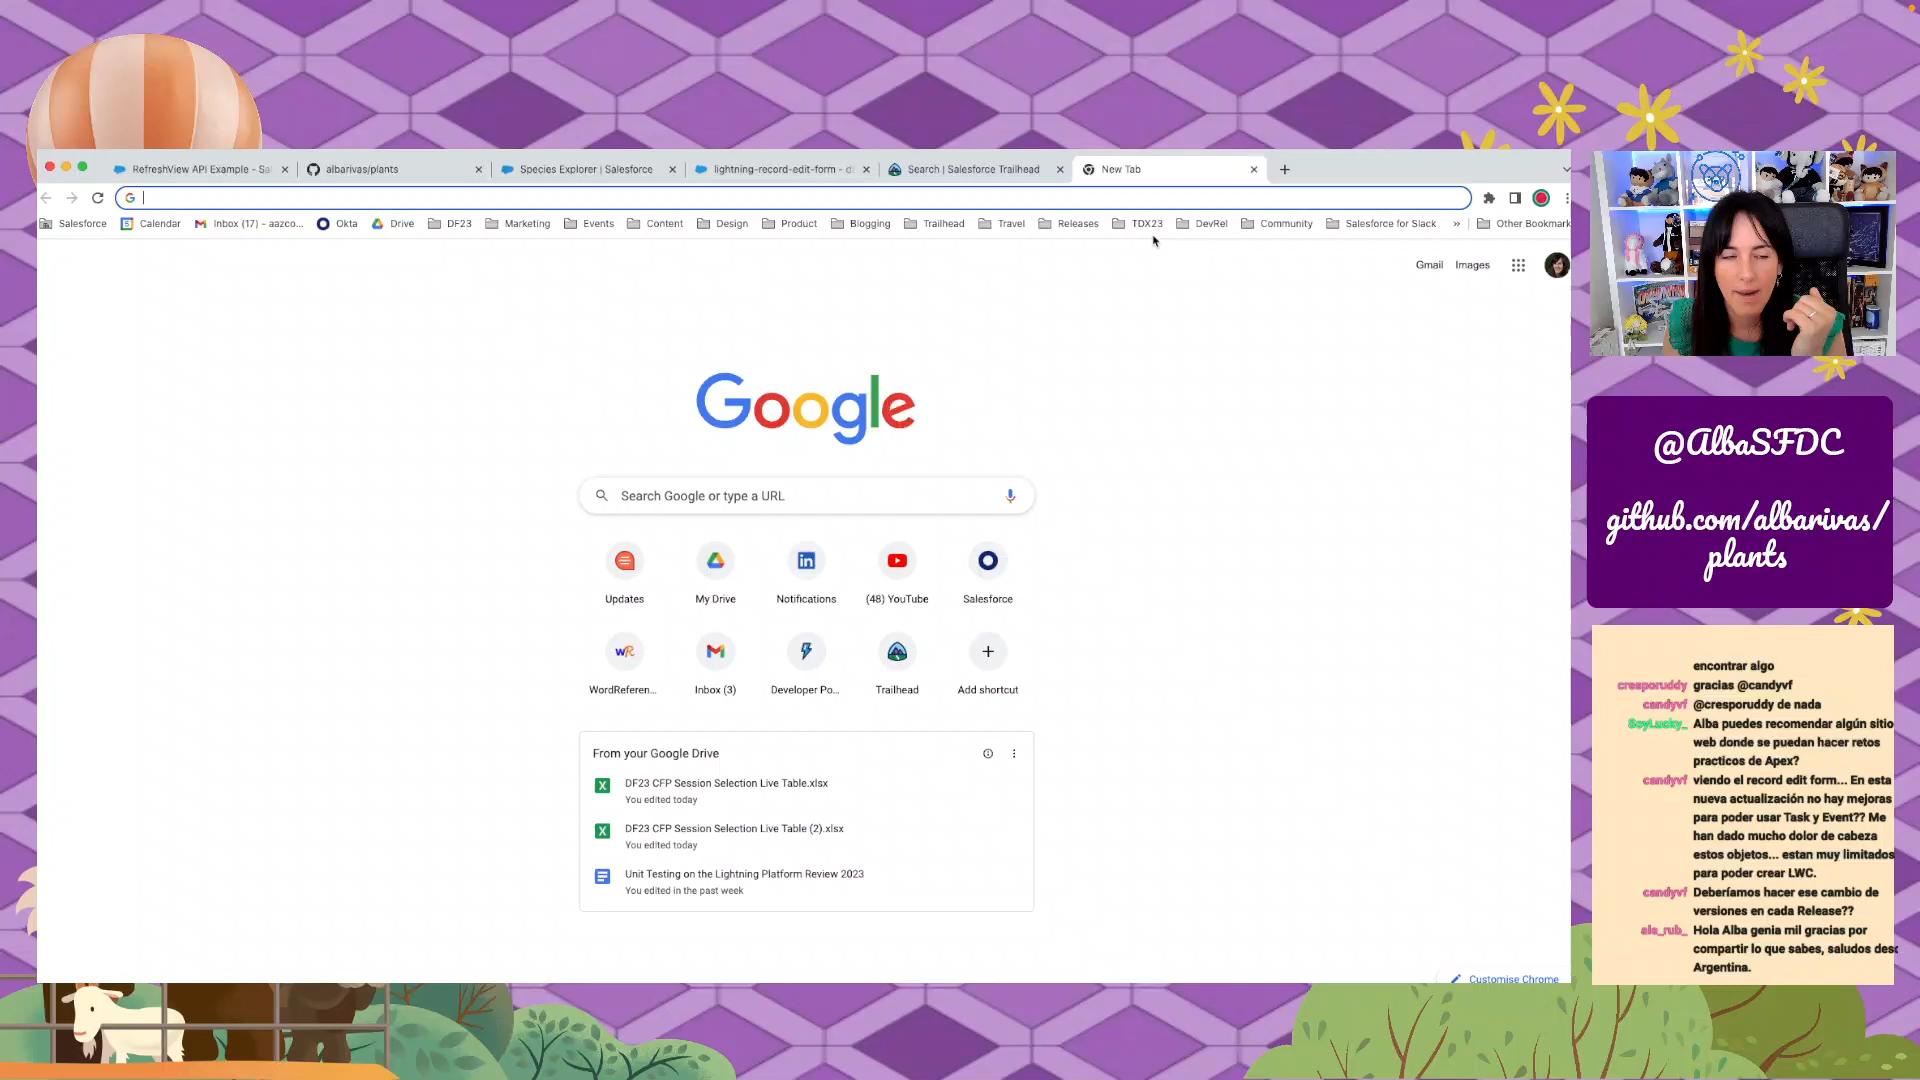 RefreshView API Example - Sa
albarivas/plants
Species Explorer | Salesforce
lightning-record-edit-form - d
Search | Salesforce Trailhead
New Tab
Salesforce
Calendar
Inbox (17) - aazco...
Okta
Drive
DF23
Marketing
Events
Content
Design
Product
Blogging
Trailhead
Travel
Releases
TDX23
DevRel
Community
Salesforce for Slack
»
Other Bookmark
Gmail
Images
Google
Search Google or type a URL
Updates
My Drive
Notifications
(48) YouTube
Salesforce
WordReferen...
Inbox (3)
Developer Po...
Trailhead
Add shortcut
From your Google Drive
DF23 CFP Session Selection Live Table.xlsx
You edited today
DF23 CFP Session Selection Live Table (2).xlsx
You edited today
Unit Testing on the Lightning Platform Review 2023
You edited in the past week
Customise Chrome
@AlbaSFDC
github.com/albarivas/
plants
encontrar algo
cresporuddy gracias @candyvf
candyvf @cresporuddy de nada
SoyLucky_ Alba puedes recomendar algún sitio
web donde se puedan hacer retos
practicos de Apex?
candyvf viendo el record edit form... En esta
nueva actualización no hay mejoras
para poder usar Task y Event?? Me
han dado mucho dolor de cabeza
estos objetos... estan muy limitados
para poder crear LWC.
candyvf Deberíamos hacer ese cambio de
versiones en cada Release??
ale_rub_ Hola Alba genia mil gracias por
compartir lo que sabes, saludos desd
Argentina.